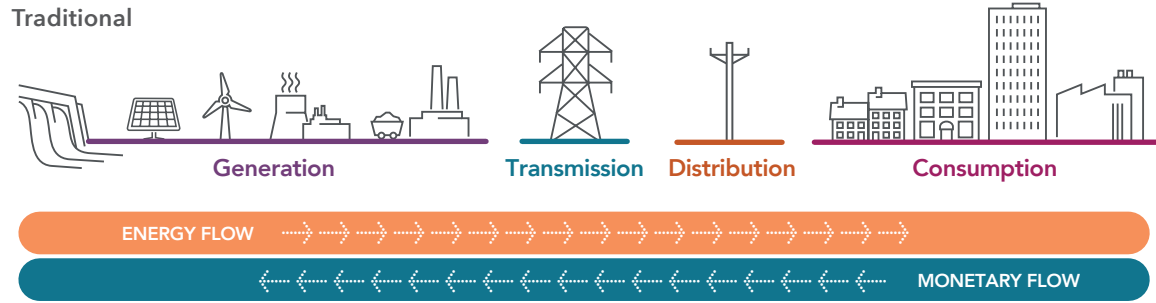 Traditional
Generation
Transmission
Distribution
Consumption
ENERGY FLOW
MONETARY FLOW